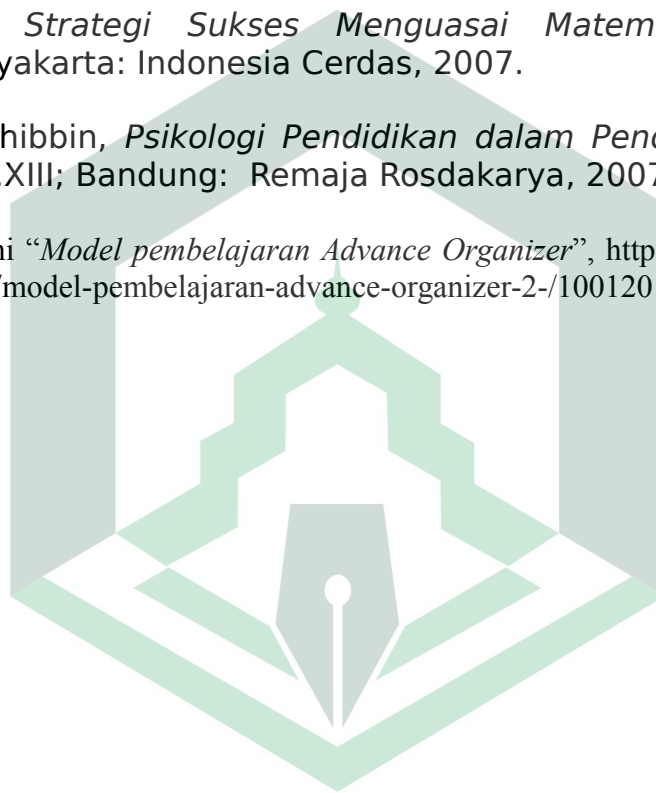 Strategi Sukses Menguasai Matem
yakarta: Indonesia Cerdas, 2007.
hibbin, Psikologi Pendidikan dalam Pend
XIII; Bandung: Remaja Rosdakarya, 2007
ni “Model pembelajaran Advance Organizer”, http
/model-pembelajaran-advance-organizer-2-/100120